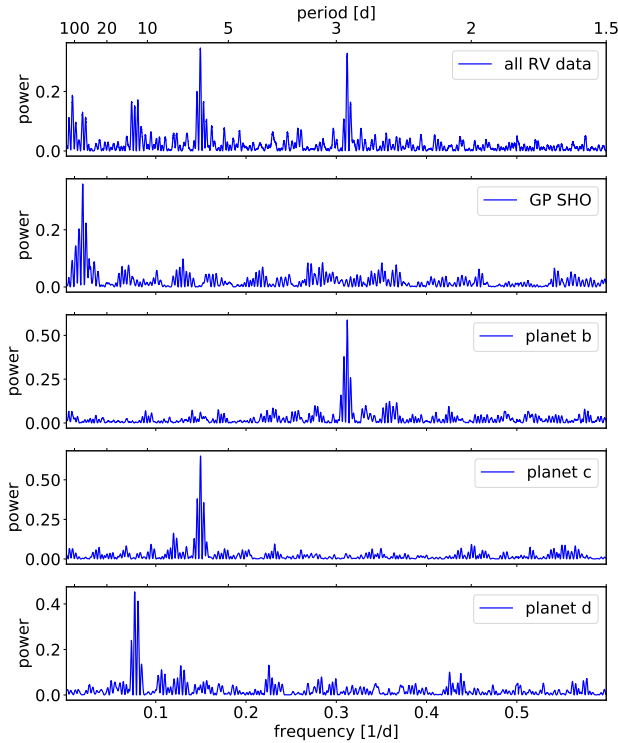 period [d]
100 20 10 5 3 2 1.5
all RV data
power
0.2
0.0
GP SHO
power
0.2
0.0
planet b
power
0.50
0.25
0.00
planet c
power
0.50
0.25
0.00
planet d
power
0.4
0.2
0.0
0.1 0.2 0.3 0.4 0.5
frequency [1/d]